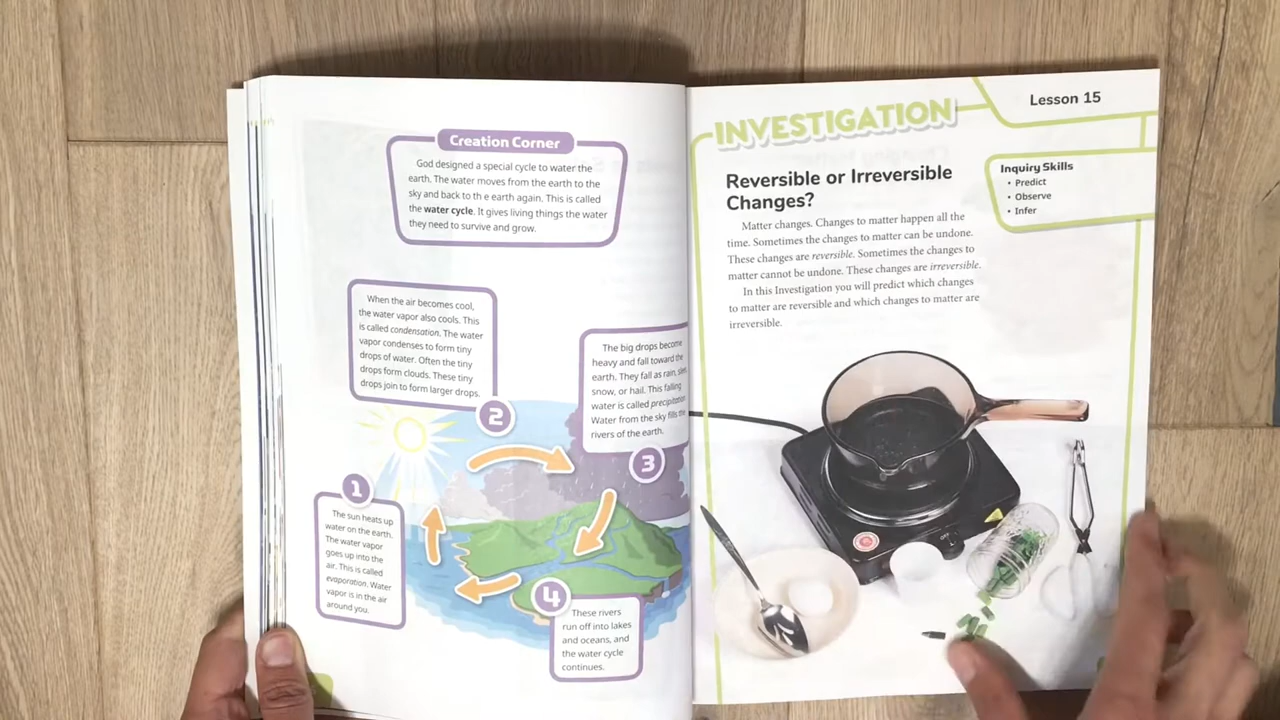 Creation Corner
God designed a special cycle to water the
earth. The water moves from the earth to the
sky and back to the earth again. This is called
the water cycle. It gives living things the water
they need to survive and grow.
When the air becomes cool,
the water vapor also cools. This
is called condensation. The water
vapor condenses to form tiny
drops of water. Often the tiny
drops form clouds. These tiny
drops join to form larger drops.
2
The big drops become
heavy and fall toward the
earth. They fall as rain, sleet,
snow, or hail. This falling
water is called precipitation.
Water from the sky fills the
rivers of the earth.
3
1
The sun heats up
water on the earth.
The water vapor
goes up into the
air. This is called
evaporation. Water
vapor is in the air
around you.
4
These rivers
run off into lakes
and oceans, and
the water cycle
continues.
INVESTIGATION
Lesson 15
Inquiry Skills
• Predict
• Observe
• Infer
Reversible or Irreversible
Changes?
Matter changes. Changes to matter happen all the
time. Sometimes the changes to matter can be undone.
These changes are reversible. Sometimes the changes to
matter cannot be undone. These changes are irreversible.
In this Investigation you will predict which changes
to matter are reversible and which changes to matter are
irreversible.
OFF